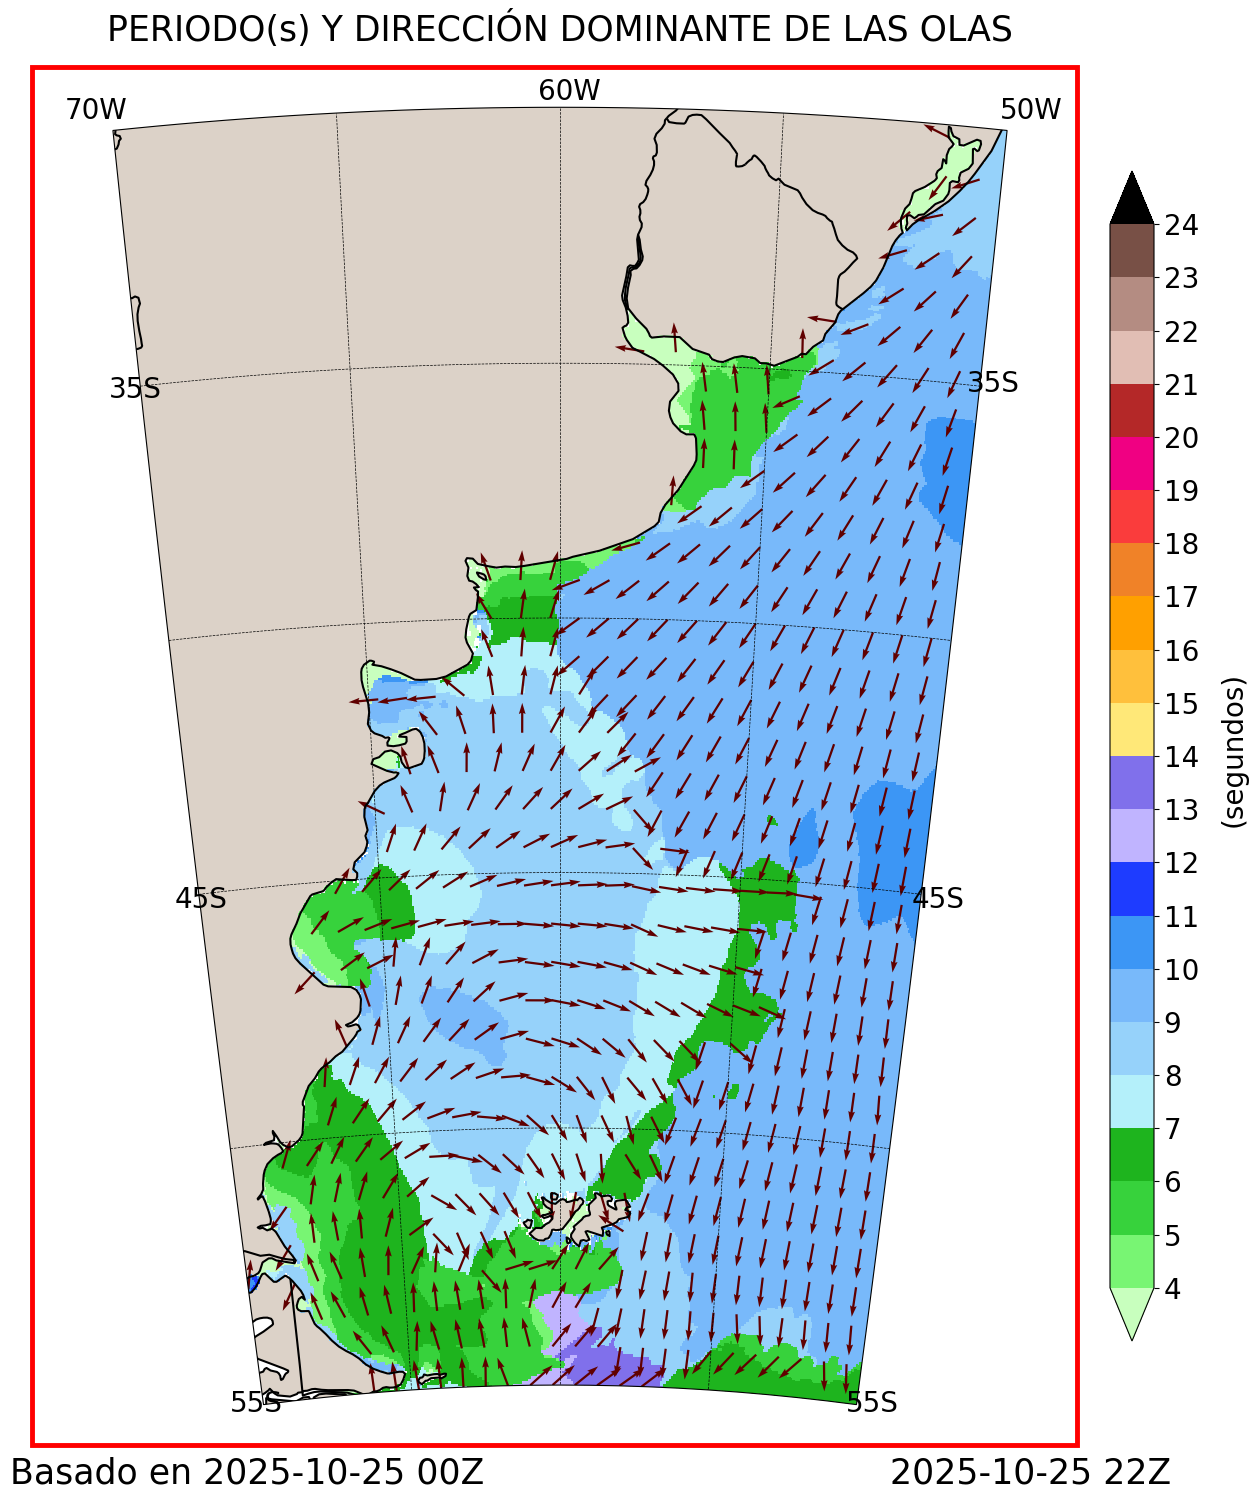 PERIODO(s) Y DIRECCIÓN DOMINANTE DE LAS OLAS
70W
60W
50W
35S
35S
45S
45S
55S
55S
24
23
22
21
20
19
18
17
16
15
14
13
12
11
10
9
8
7
6
5
4
(segundos)
Basado en 2025-10-25 00Z
2025-10-25 22Z